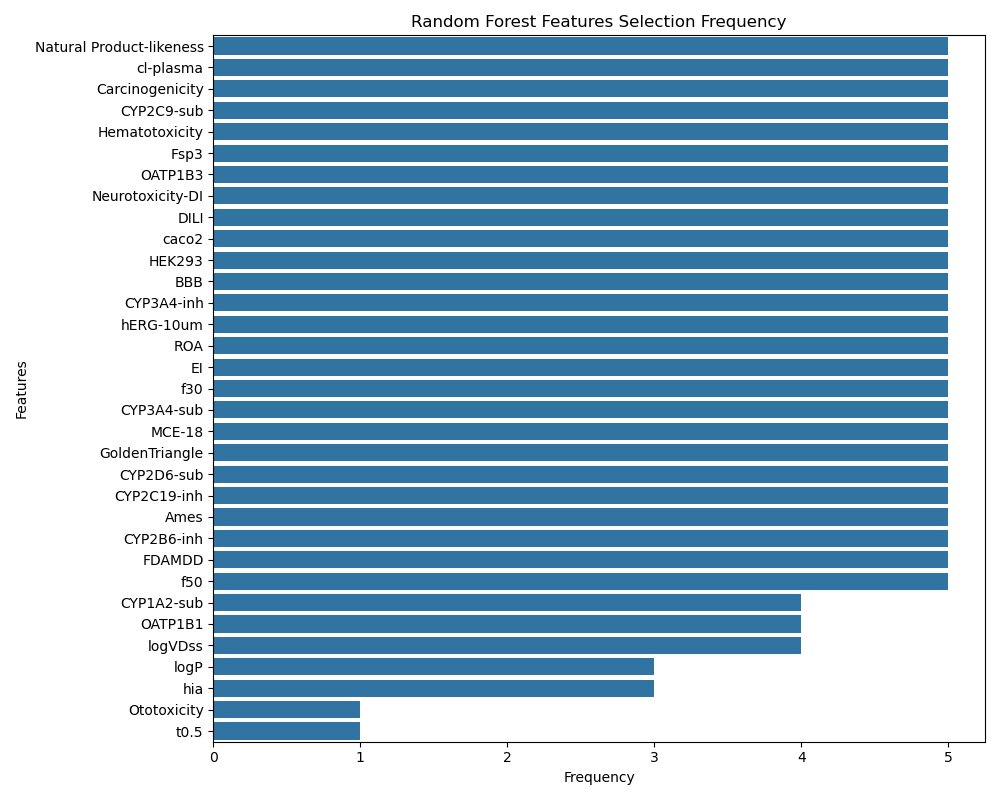 Random Forest Features Selection Frequency
Natural Product-likeness
cl-plasma
Carcinogenicity
CYP2C9-sub
Hematotoxicity
Fsp3
OATP1B3
Neurotoxicity-DI
DILI
caco2
HEK293
BBB
CYP3A4-inh
hERG-10um
ROA
EI
f30
CYP3A4-sub
MCE-18
GoldenTriangle
CYP2D6-sub
CYP2C19-inh
Ames
CYP2B6-inh
FDAMDD
f50
CYP1A2-sub
OATP1B1
logVDss
logP
hia
Ototoxicity
t0.5
Features
0 1 2 3 4 5
Frequency